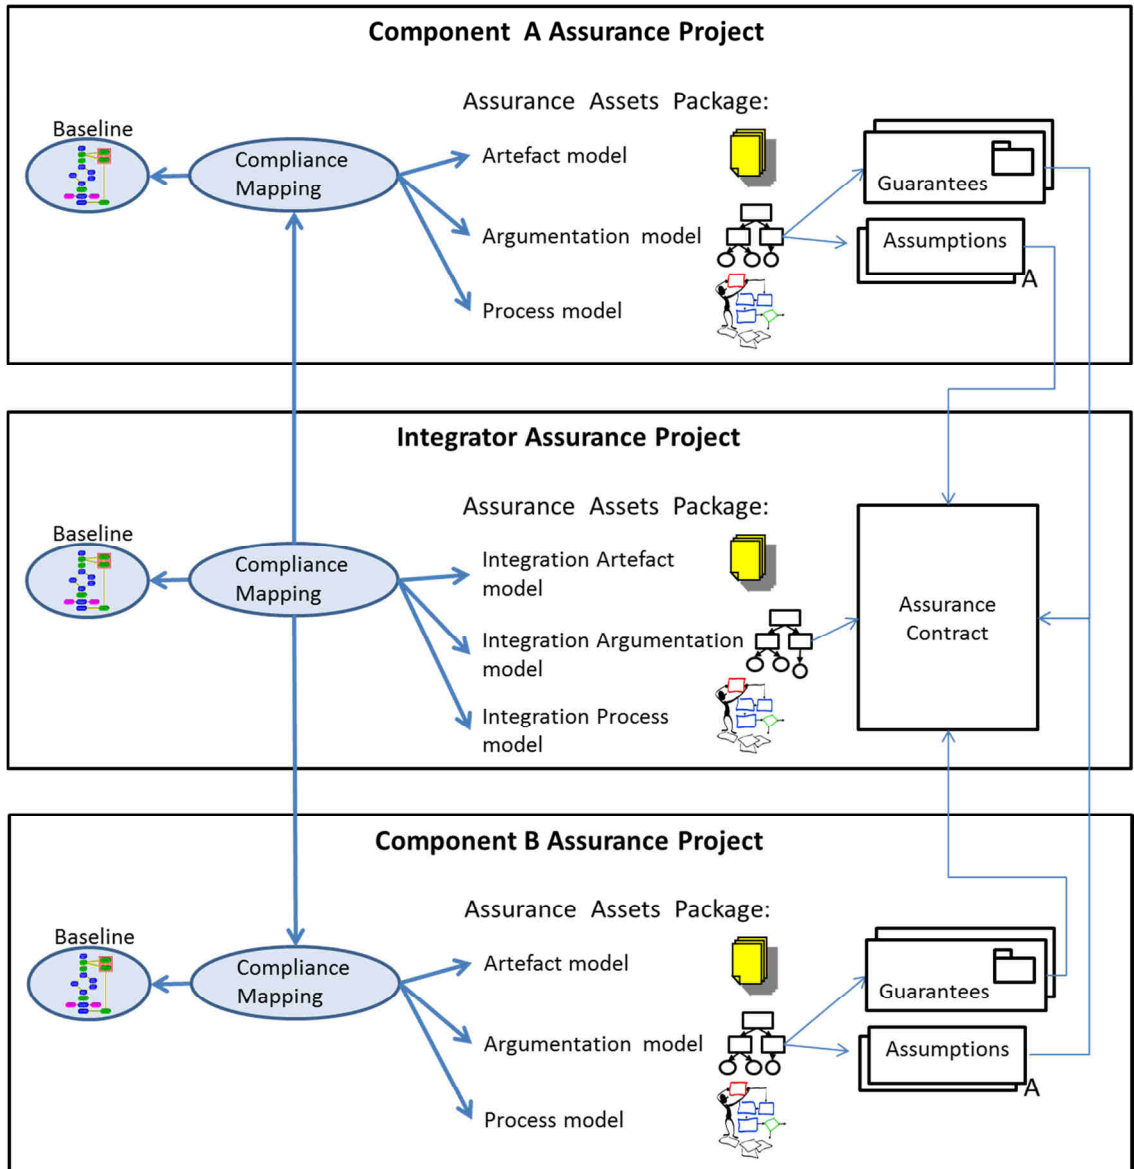 Component A Assurance Project
Assurance Assets Package:
Baseline
Compliance
Mapping
Artefact model
Argumentation model
Process model
Guarantees
Assumptions
A
Integrator Assurance Project
Assurance Assets Package:
Baseline
Compliance
Mapping
Integration Artefact
model
Integration Argumentation
model
Integration Process
model
Assurance
Contract
Component B Assurance Project
Assurance Assets Package:
Baseline
Compliance
Mapping
Artefact model
Argumentation model
Process model
Guarantees
Assumptions
A